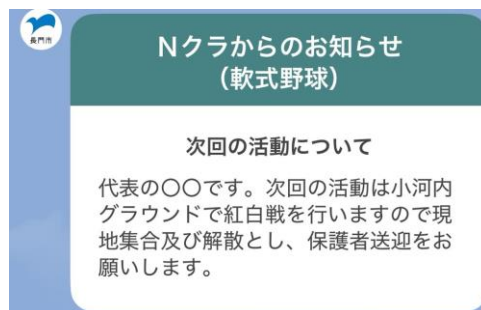 長門市
Nクラからのお知らせ
（軟式野球）
次回の活動について
代表の〇〇です。次回の活動は小河内
グラウンドで紅白戦を行いますので現
地集合及び解散とし、保護者送迎をお
願いします。